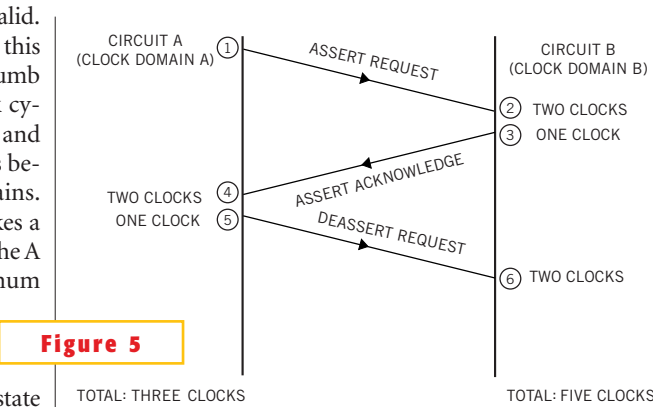 alid.
this
umb
cy-
and
s be-
ains.
kes a
he A
num
state
CIRCUIT A
(CLOCK DOMAIN A)
1
ASSERT REQUEST
CIRCUIT B
(CLOCK DOMAIN B)
2 TWO CLOCKS
3 ONE CLOCK
ASSERT ACKNOWLEDGE
TWO CLOCKS 4
ONE CLOCK 5
DEASSERT REQUEST
6 TWO CLOCKS
Figure 5
TOTAL: THREE CLOCKS
TOTAL: FIVE CLOCKS